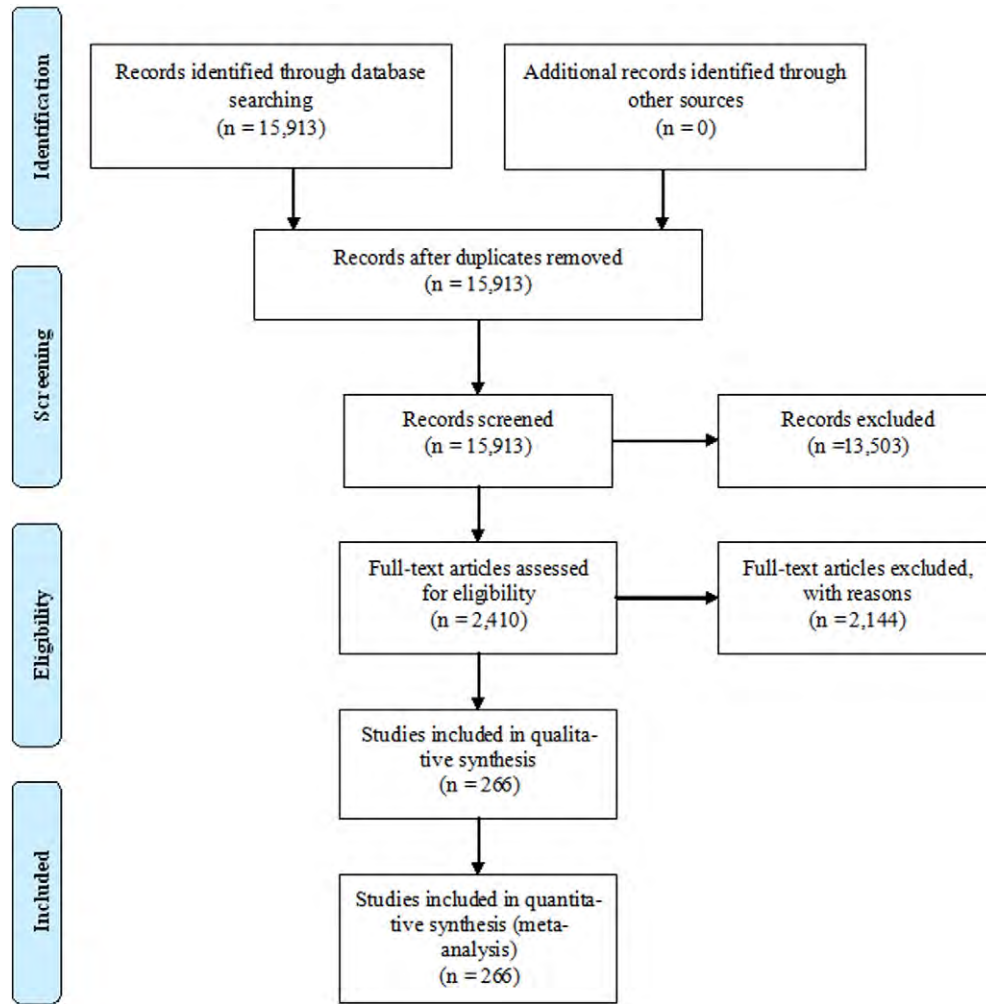 Identification
Records identified through database
searching
(n = 15,913)
Additional records identified through
other sources
(n = 0)
Records after duplicates removed
(n = 15,913)
Screening
Records screened
(n = 15,913)
Records excluded
(n =13,503)
Eligibility
Full-text articles assessed
for eligibility
(n = 2,410)
Full-text articles excluded,
with reasons
(n = 2,144)
Studies included in qualita-
tive synthesis
(n = 266)
Included
Studies included in quantita-
tive synthesis (meta-
analysis)
(n = 266)